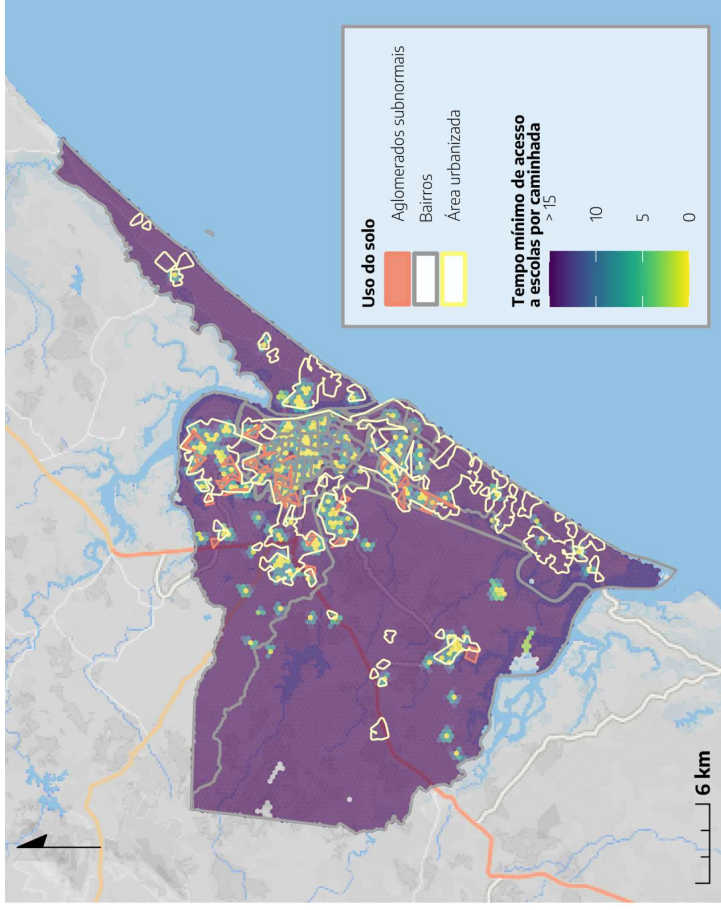 Uso do solo
Aglomerados subnormais
Bairros
Área urbanizada
Tempo mínimo de acesso
a escolas por caminhada
> 15
10
5
0
6 km